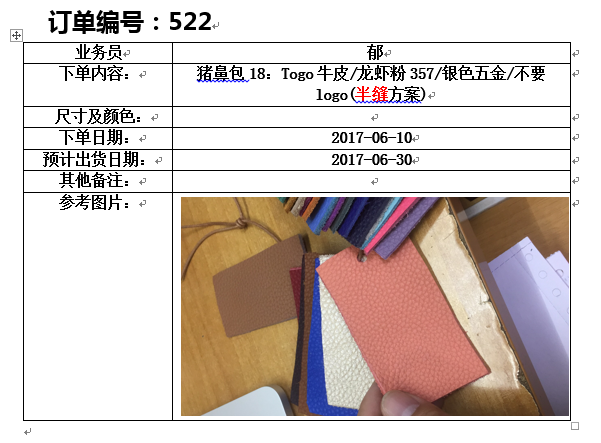 订单编号：522
业务员 郁
下单内容： 猪鼻包 18：Togo 牛皮/龙虾粉 357/银色五金/不要
logo(半缝方案)
尺寸及颜色：
下单日期： 2017-06-10
预计出货日期： 2017-06-30
其他备注：
参考图片：